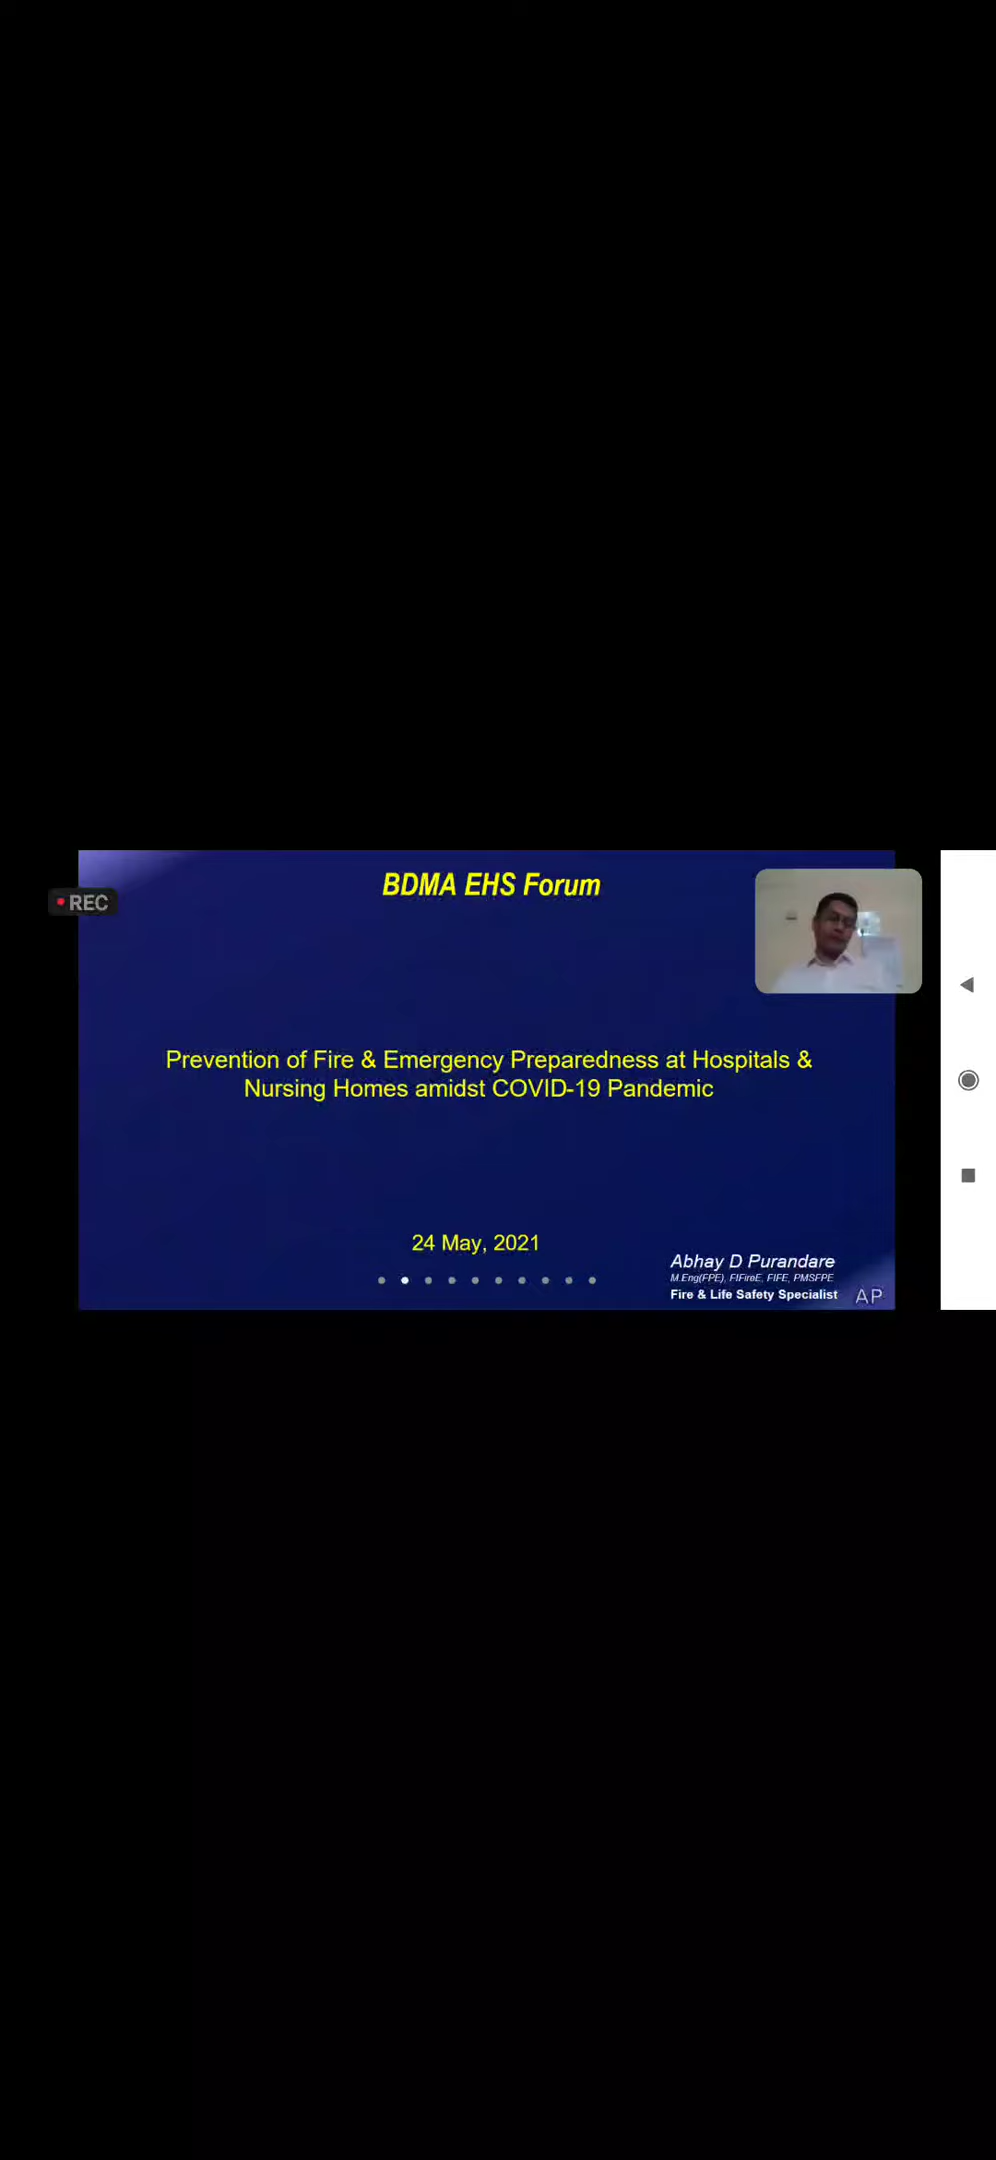 BDMA EHS Forum
REC
Prevention of Fire & Emergency Preparedness at Hospitals &
Nursing Homes amidst COVID-19 Pandemic
24 May, 2021
Abhay D Purandare
M.Eng(FPE), FIFireE, FIFE, PMSFPE
Fire & Life Safety Specialist
AP